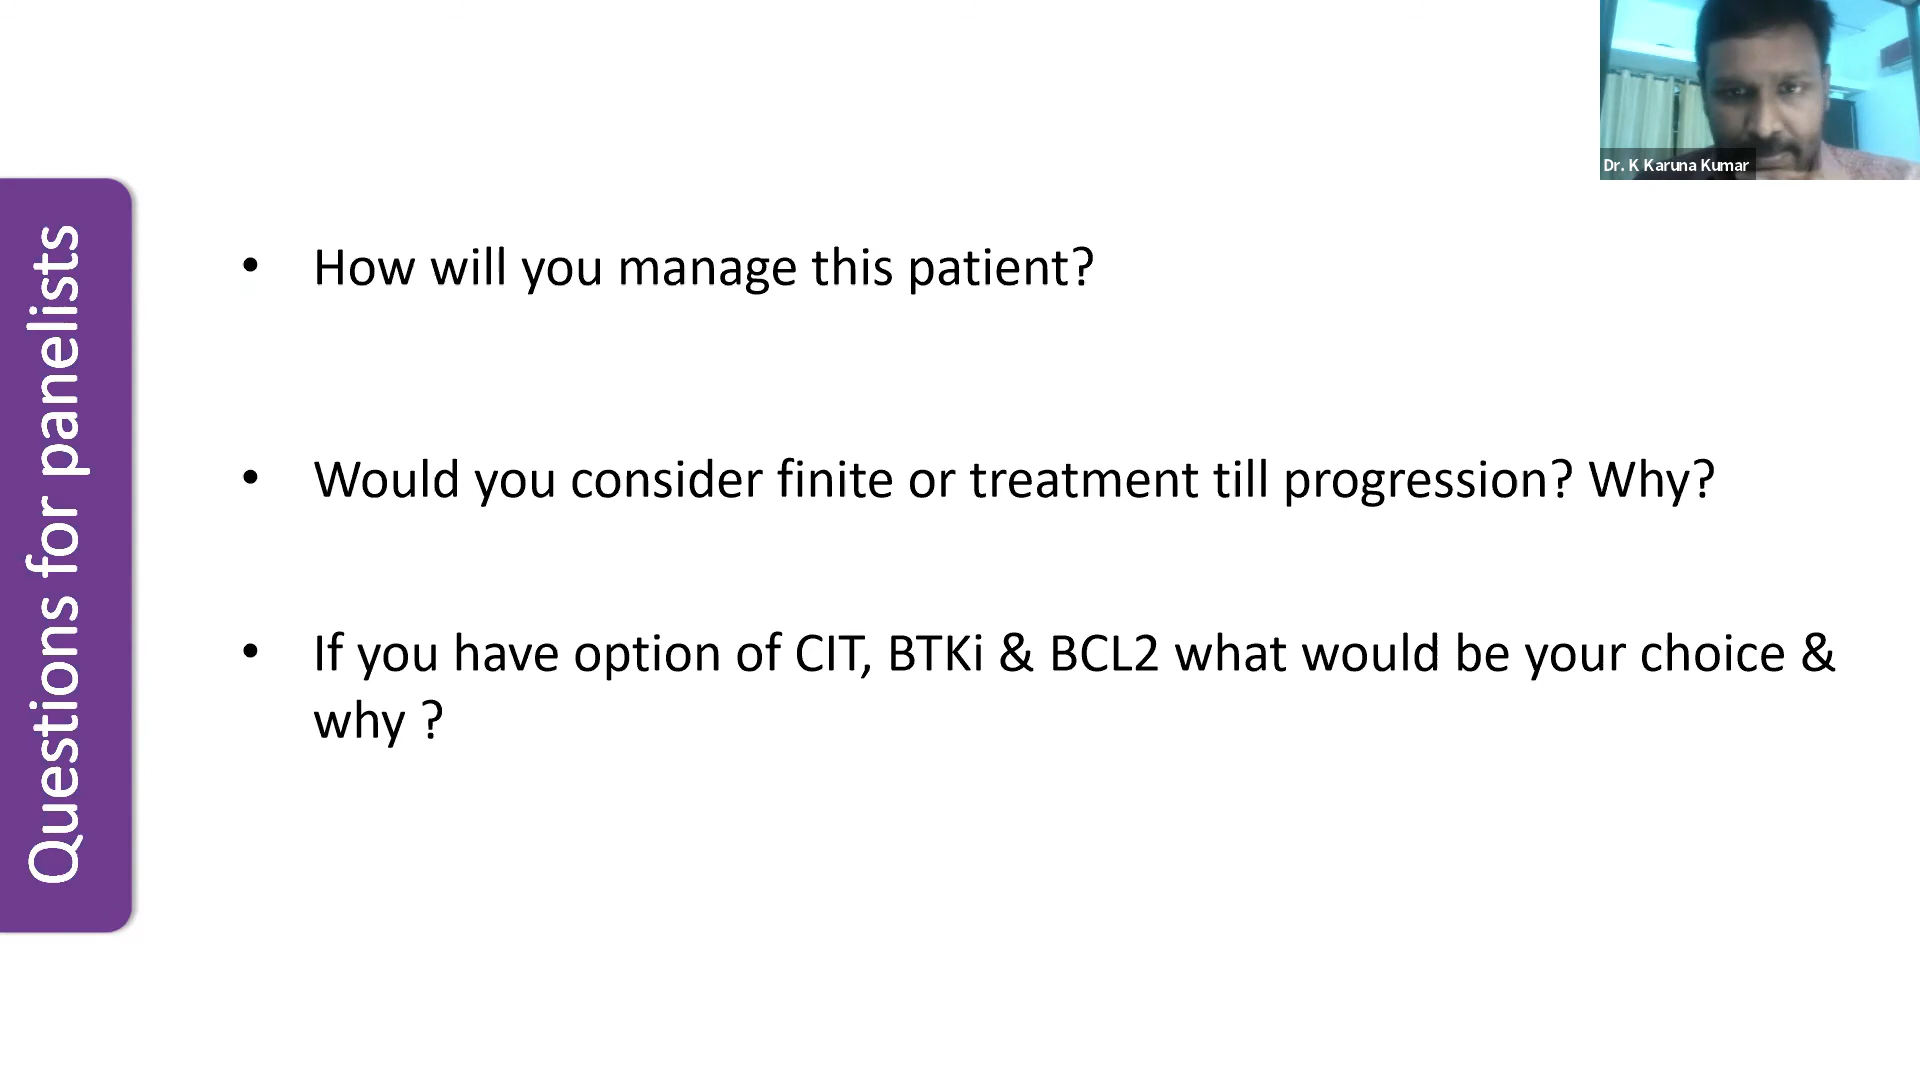 Dr. K Karuna Kumar
Questions for panelists
• How will you manage this patient?
• Would you consider finite or treatment till progression? Why?
• If you have option of CIT, BTKi & BCL2 what would be your choice &
why ?